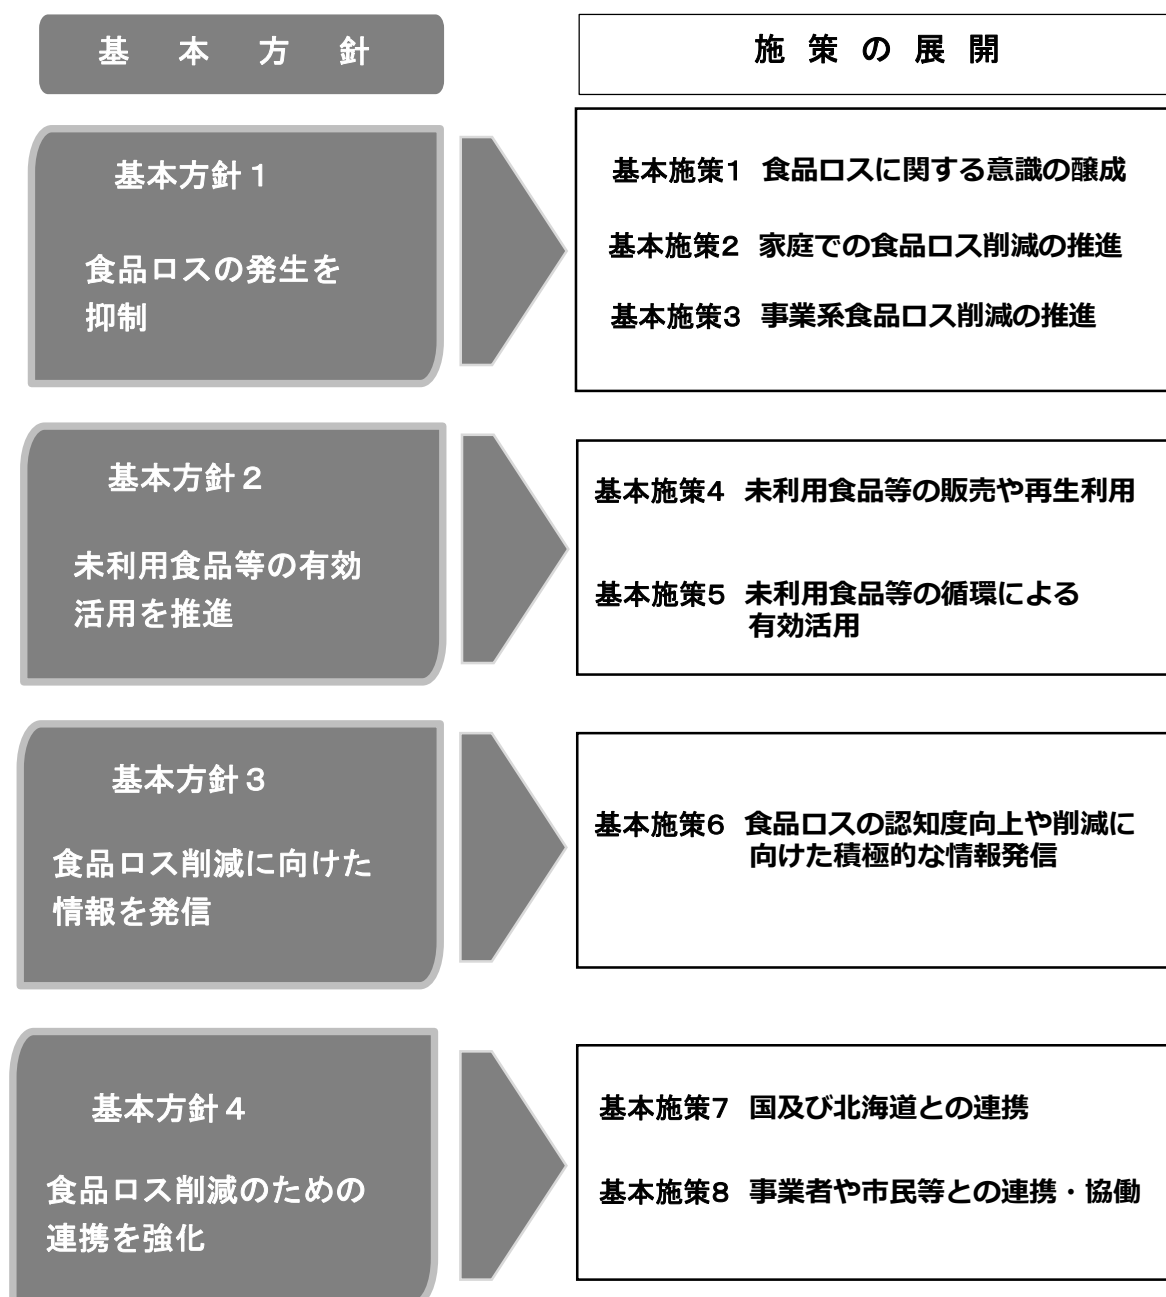 基本方針
施策の展開
基本方針１
食品ロスの発生を
抑制
基本施策1 食品ロスに関する意識の醸成
基本施策2 家庭での食品ロス削減の推進
基本施策3 事業系食品ロス削減の推進
基本方針２
未利用食品等の有効
活用を推進
基本施策4 未利用食品等の販売や再生利用
基本施策5 未利用食品等の循環による
有効活用
基本方針３
食品ロス削減に向けた
情報を発信
基本施策6 食品ロスの認知度向上や削減に
向けた積極的な情報発信
基本方針４
食品ロス削減のための
連携を強化
基本施策7 国及び北海道との連携
基本施策8 事業者や市民等との連携・協働